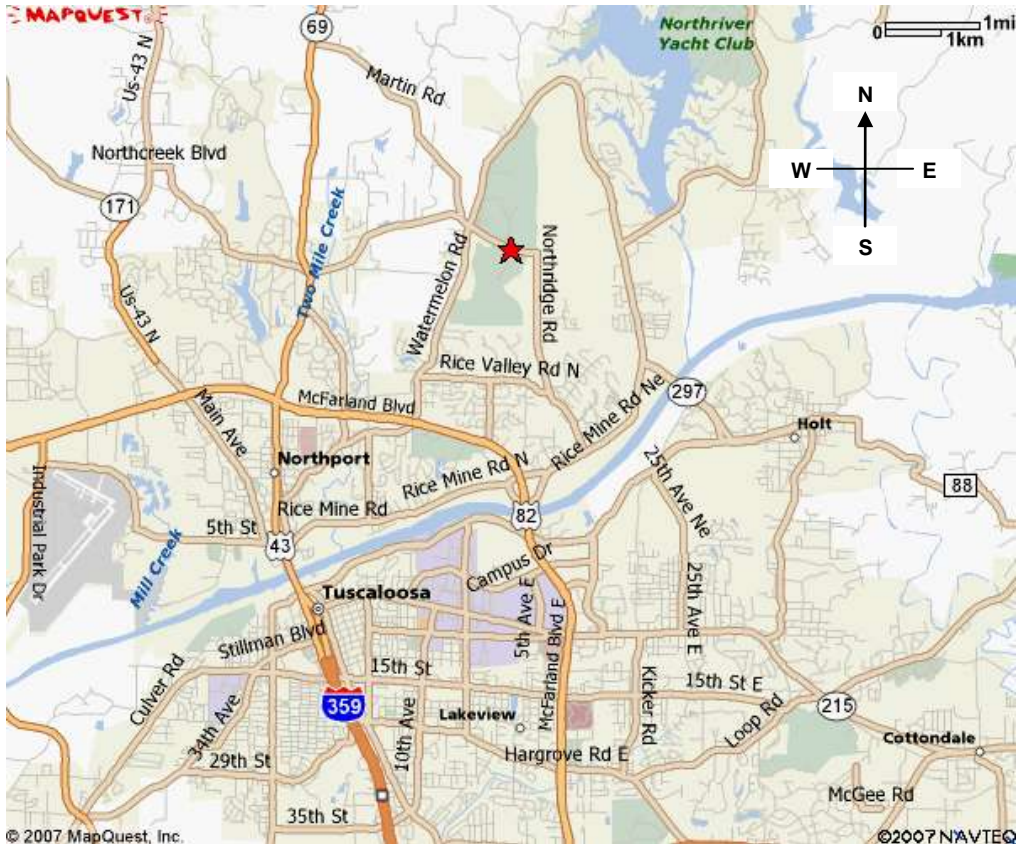 MAPQUEST
69
Northriver
Yacht Club
0
1mi
1km
Us-43 N
Martin Rd
N
Northcreek Blvd
W
E
171
Two Mile Creek
S
Watermelon Rd
Northridge Rd
Us-43 N
Rice Valley Rd N
McFarland Blvd
297
Main Ave
Rice Mine Rd Ne
Holt
Northport
Rice Mine Rd N
25th Ave Ne
88
Industrial Park Dr
Rice Mine Rd
5th St
43
82
Mill Creek
Campus Dr
Tuscaloosa
5th Ave E
25th Ave E
Stillman Blvd
McFarland Blvd E
15th St
Kicker Rd
15th St E
Culver Rd
359
34th Ave
10th Ave
Lakeview
Loop Rd
215
Cottondale
29th St
Hargrove Rd E
McGee Rd
35th St
© 2007 MapQuest, Inc.
©2007 NAVTEQ